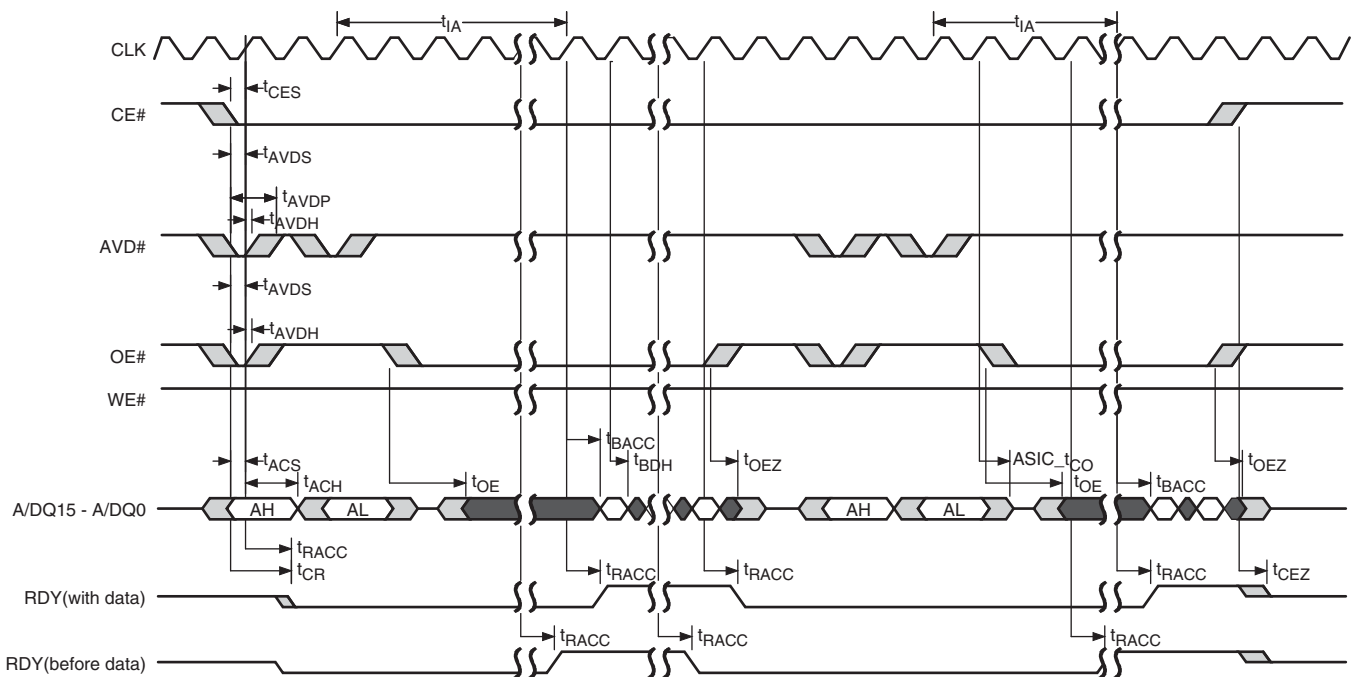 tIA tIA
CLK
tCES
CE#
tAVDS
tAVDP
tAVDH
AVD#
tAVDS
tAVDH
OE#
WE#
tBACC
tACS tBDH tOEZ ASIC_tCO tOEZ
tACH tOE tOE tBACC
A/DQ15 - A/DQ0 AH AL AH AL
tRACC
tCR tRACC tRACC tRACC tCEZ
RDY(with data)
tRACC tRACC tRACC
RDY(before data)